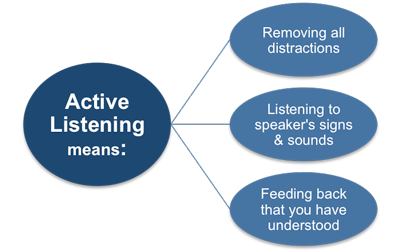 Active
Listening
means:
Removing all
distractions
Listening to
speaker's signs
& sounds
Feeding back
that you have
understood